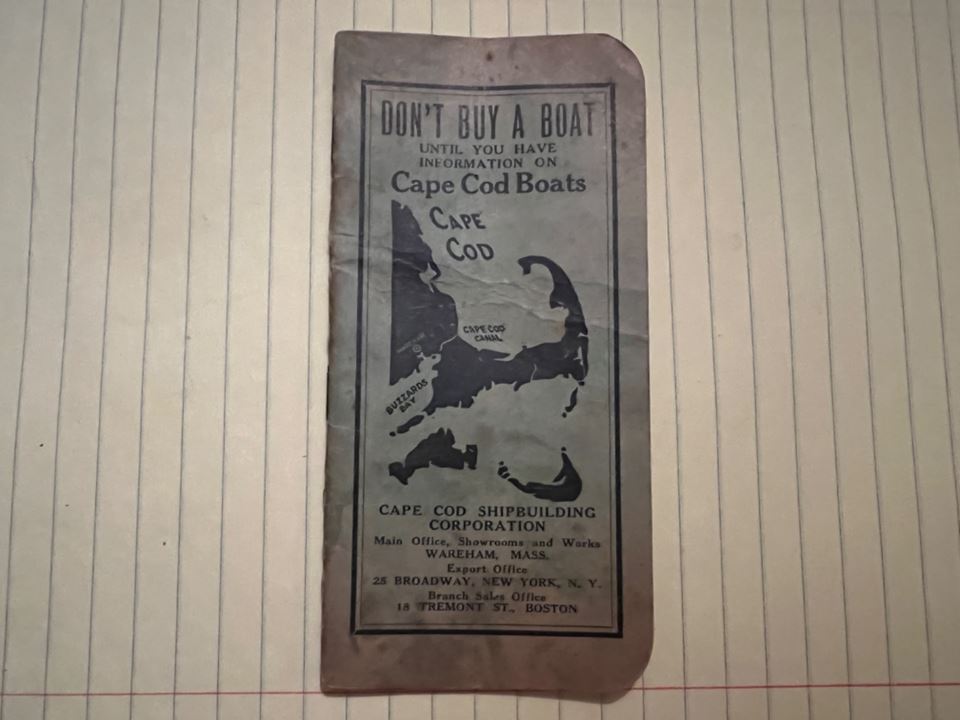 DON'T BUY A BOAT
UNTIL YOU HAVE
INFORMATION ON
Cape Cod Boats
CAPE
COD
CAPE COD
CANAL
BUZZARDS
BAY
CAPE COD SHIPBUILDING
CORPORATION
Main Office, Showrooms and Works
WAREHAM, MASS.
Export Office
25 BROADWAY, NEW YORK, N. Y.
Branch Sales Office
18 TREMONT ST., BOSTON